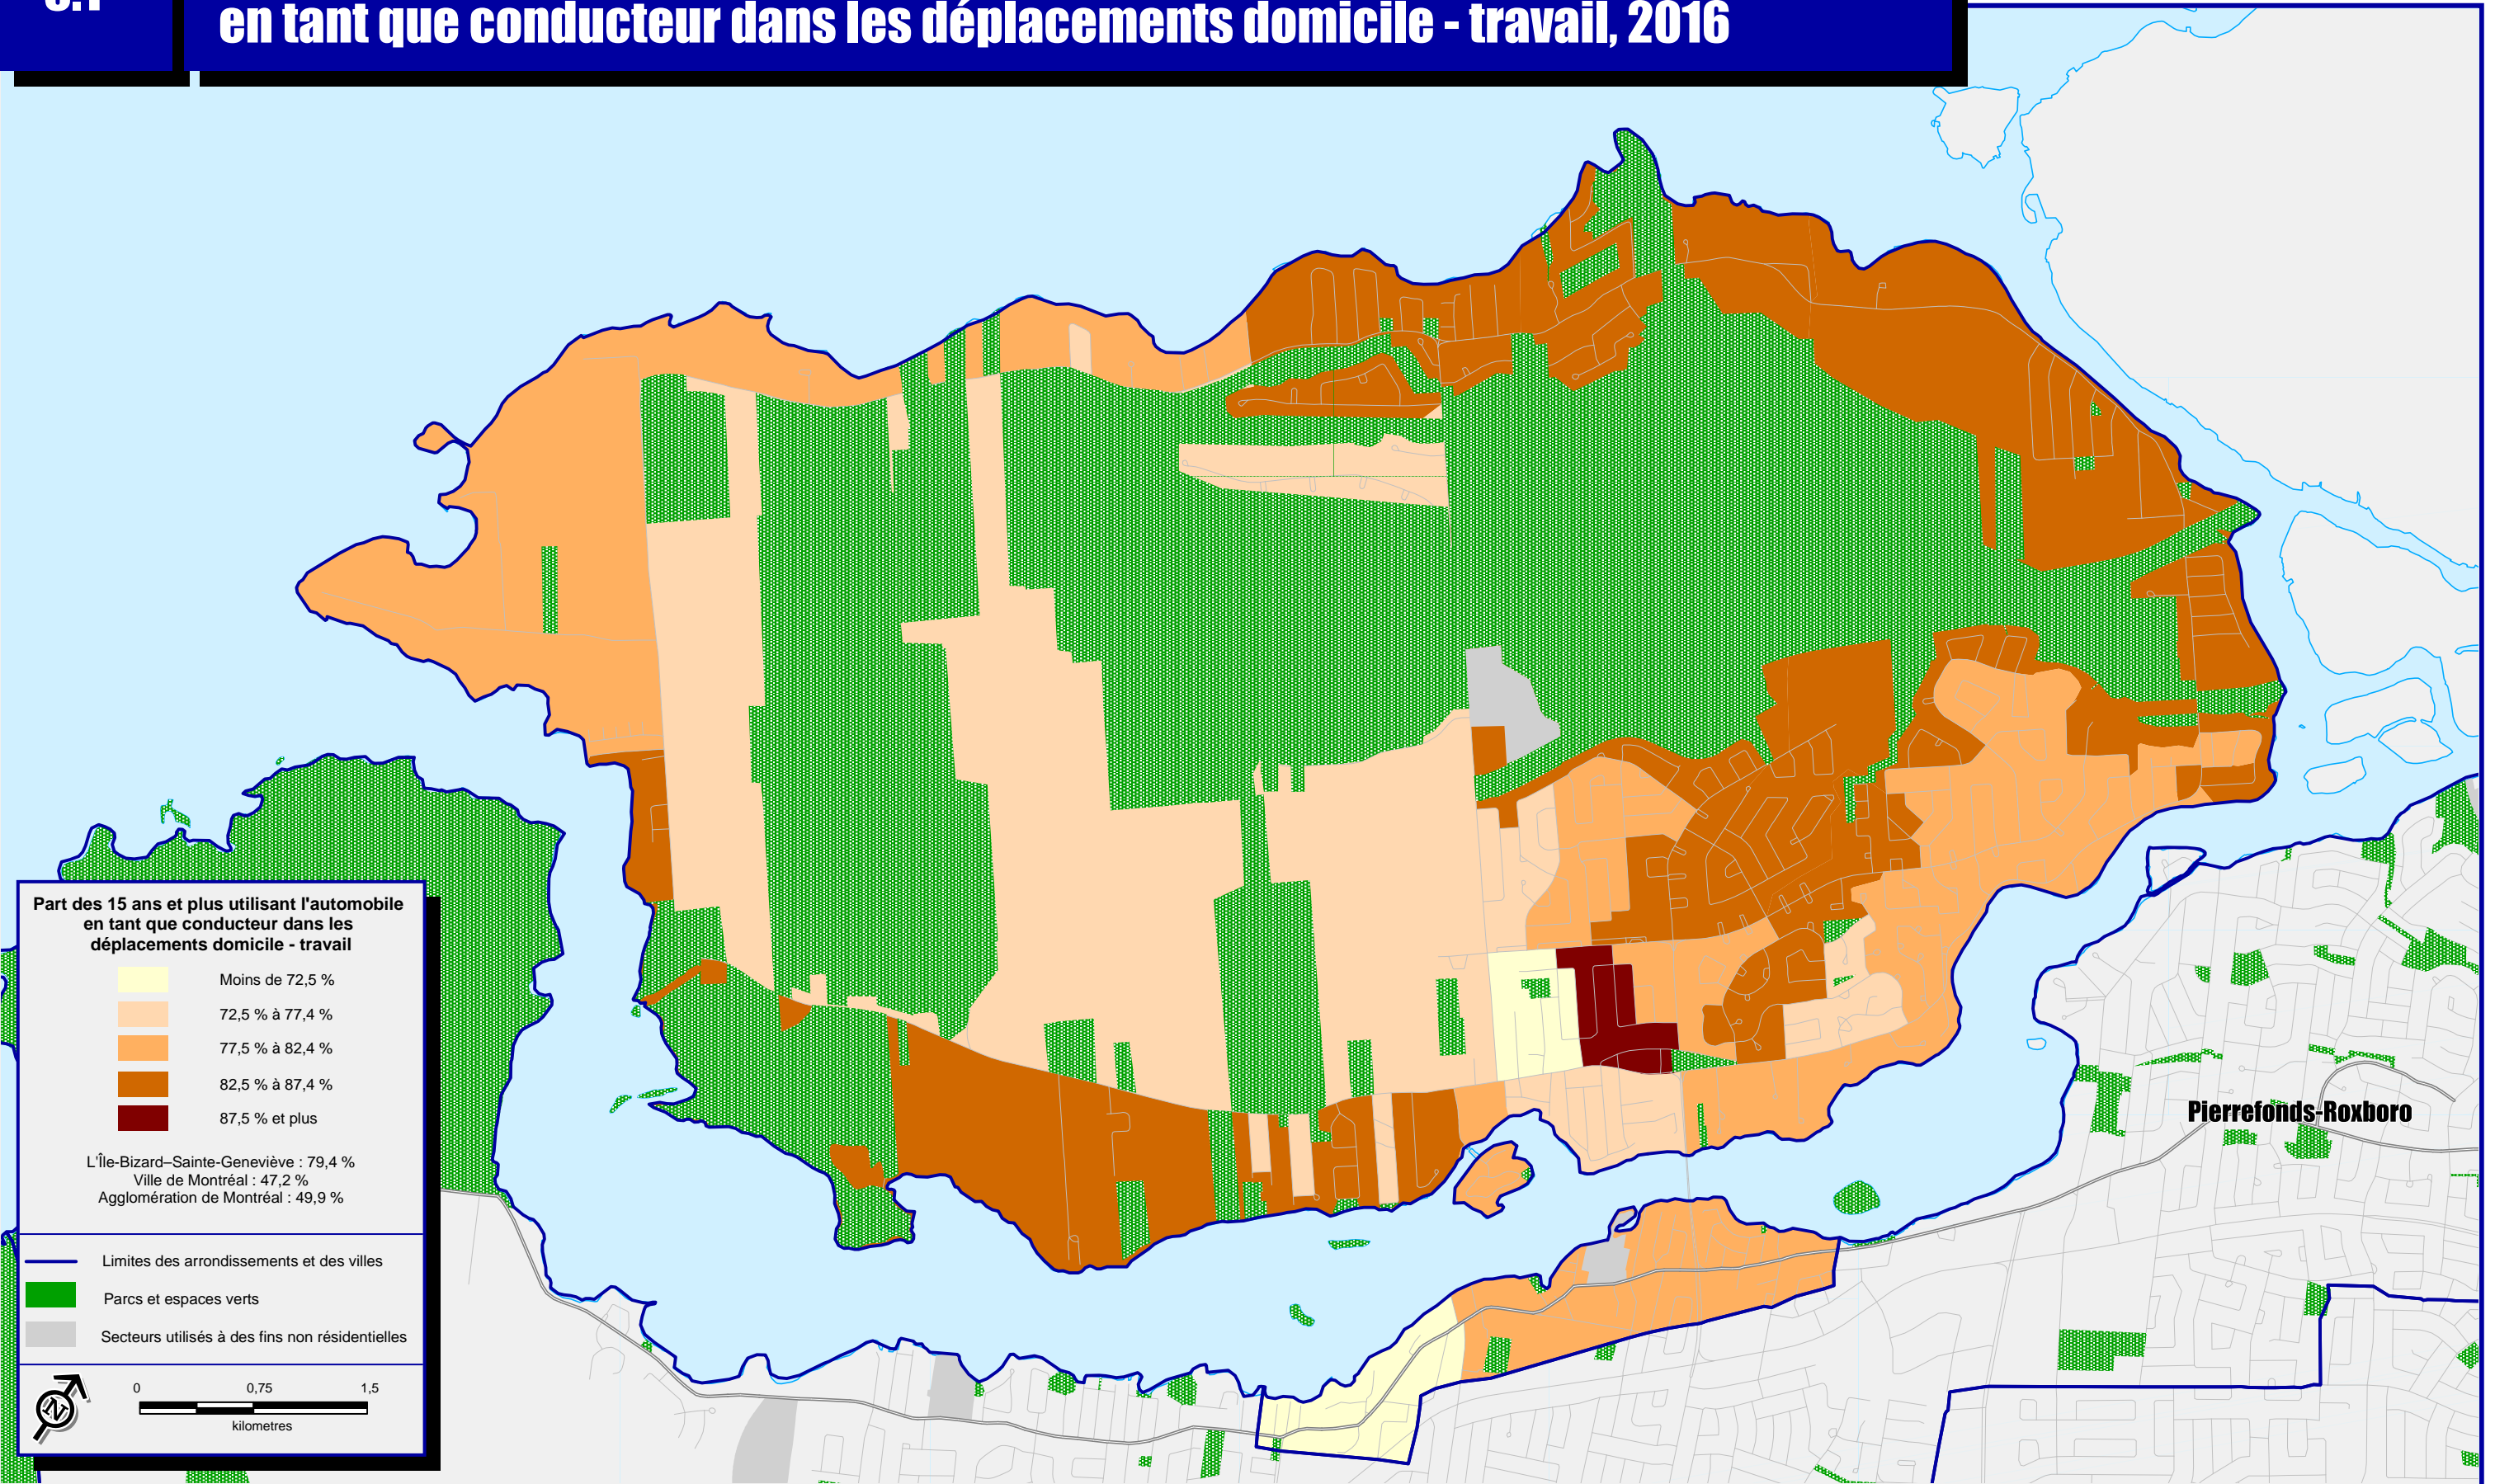 en tant que conducteur dans les déplacements domicile - travail, 2016
Part des 15 ans et plus utilisant l'automobile
en tant que conducteur dans les
déplacements domicile - travail
Moins de 72,5 %
72,5 % à 77,4 %
77,5 % à 82,4 %
82,5 % à 87,4 %
87,5 % et plus
L'Île-Bizard–Sainte-Geneviève : 79,4 %
Ville de Montréal : 47,2 %
Agglomération de Montréal : 49,9 %
Limites des arrondissements et des villes
Parcs et espaces verts
Secteurs utilisés à des fins non résidentielles
N
0 0,75 1,5
kilometres
Pierrefonds-Roxboro